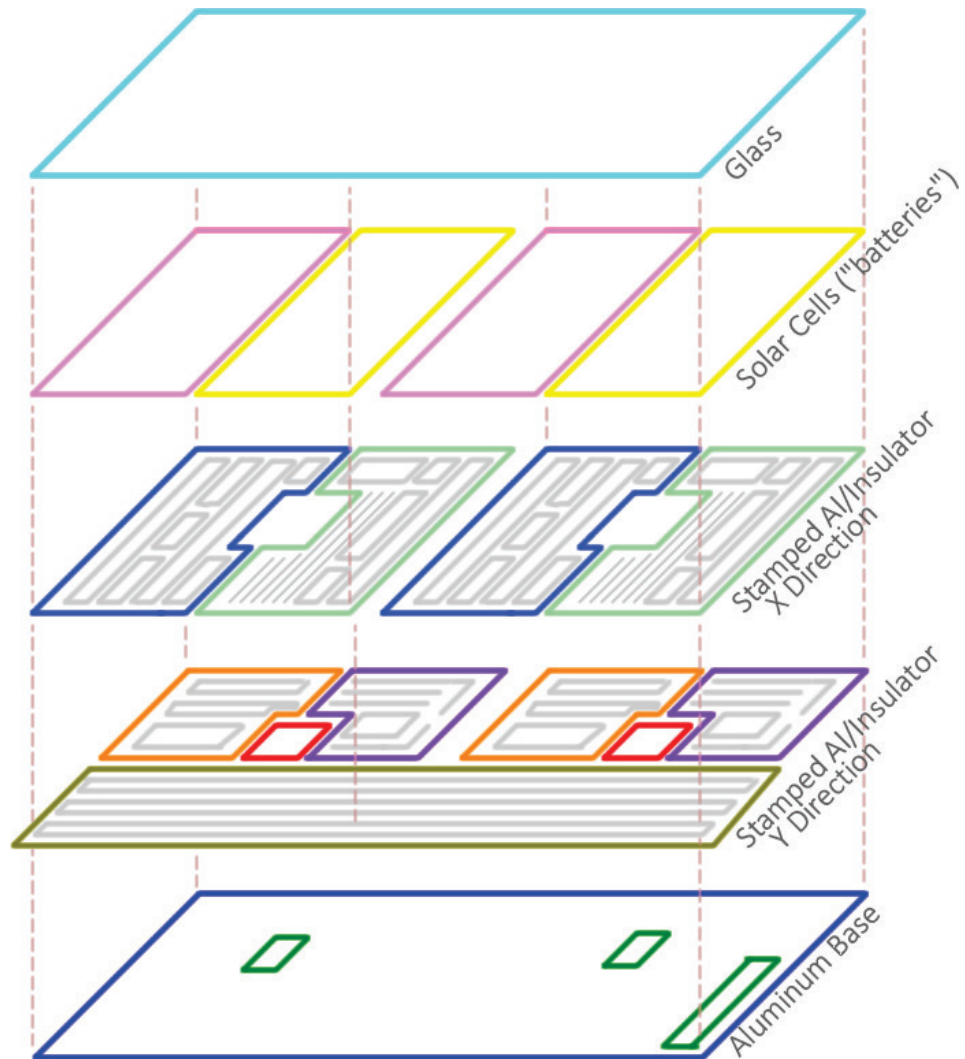 Glass
Solar Cells ("batteries")
Stamped Al/Insulator
X Direction
Stamped Al/Insulator
Y Direction
Aluminum Base